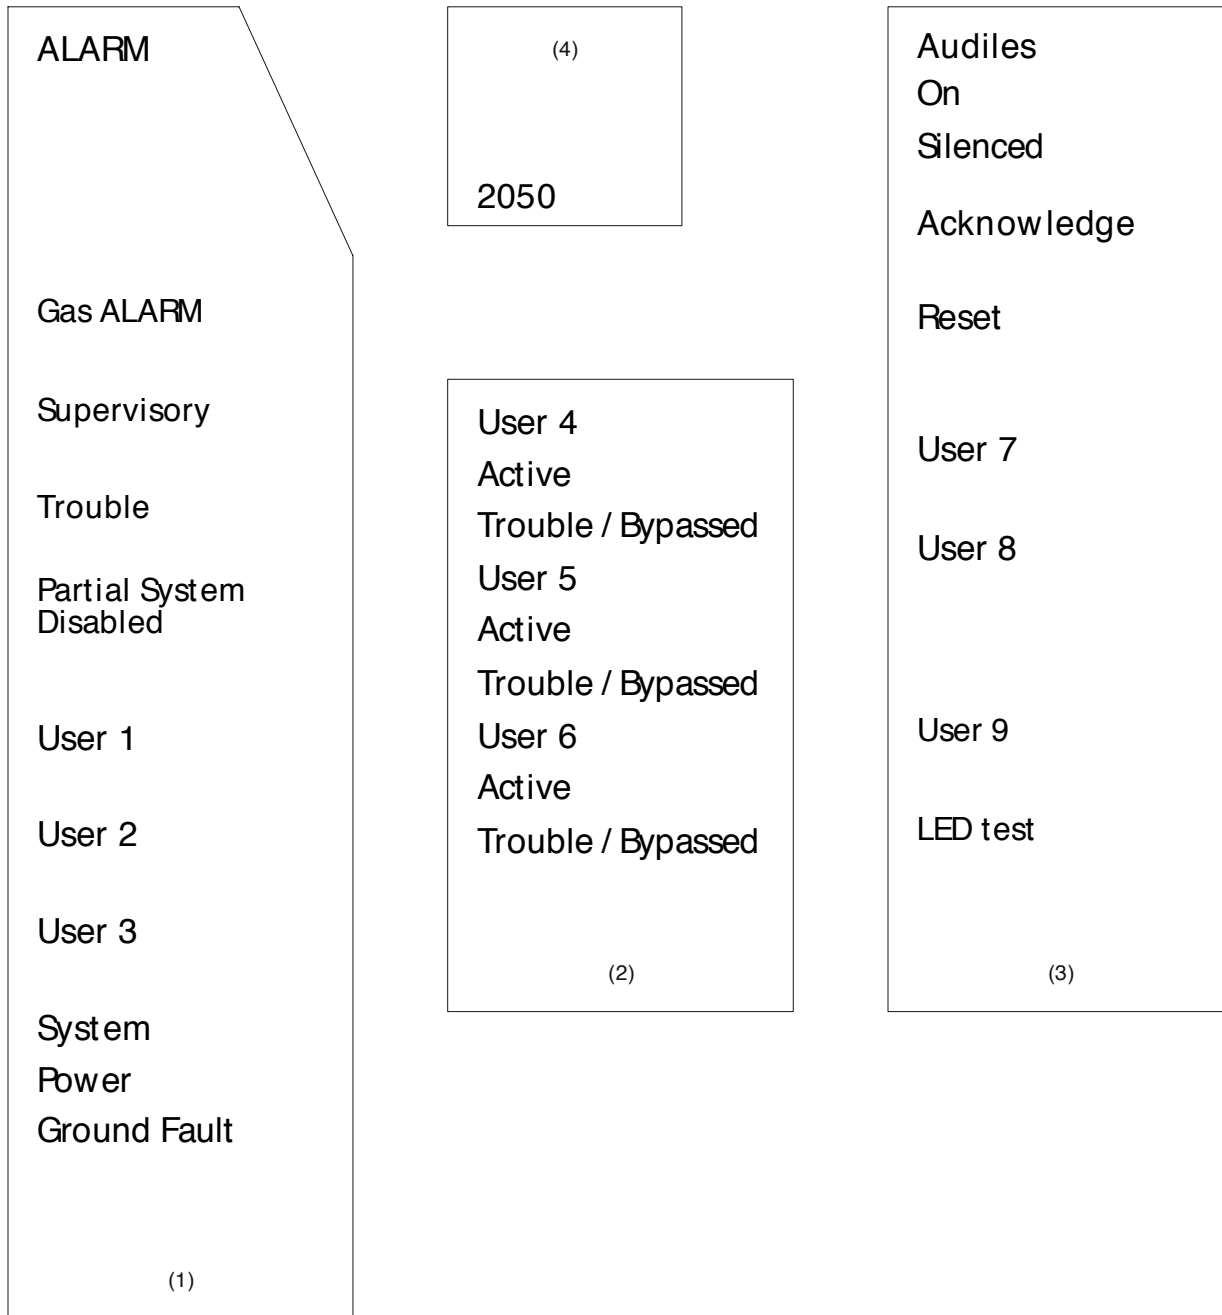 ALARM
Gas ALARM
Supervisory
Trouble
Partial System
Disabled
User 1
User 2
User 3
System
Power
Ground Fault
(1)
(4)
2050
User 4
Active
Trouble / Bypassed
User 5
Active
Trouble / Bypassed
User 6
Active
Trouble / Bypassed
(2)
Audiles
On
Silenced
Acknowledge
Reset
User 7
User 8
User 9
LED test
(3)